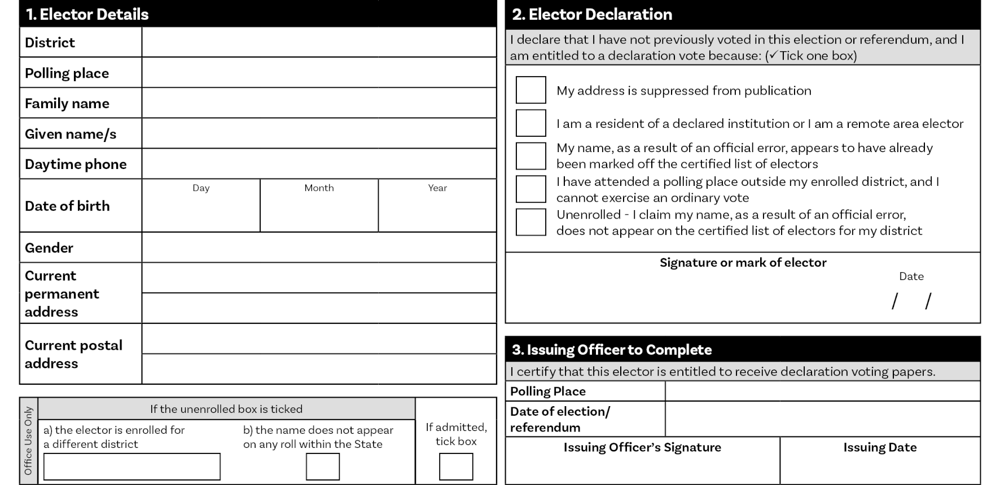 1. Elector Details
District
Polling place
Family name
Given name/s
Daytime phone
Date of birth
Day
Month
Year
Gender
Current
permanent
address
Current postal
address
Office Use Only
If the unenrolled box is ticked
a) the elector is enrolled for
a different district
b) the name does not appear
on any roll within the State
If admitted,
tick box
2. Elector Declaration
I declare that I have not previously voted in this election or referendum, and I
am entitled to a declaration vote because: (✓Tick one box)
My address is suppressed from publication
I am a resident of a declared institution or I am a remote area elector
My name, as a result of an official error, appears to have already
been marked off the certified list of electors
I have attended a polling place outside my enrolled district, and I
cannot exercise an ordinary vote
Unenrolled - I claim my name, as a result of an official error,
does not appear on the certified list of electors for my district
Signature or mark of elector
Date
/ /
3. Issuing Officer to Complete
I certify that this elector is entitled to receive declaration voting papers.
Polling Place
Date of election/
referendum
Issuing Officer’s Signature
Issuing Date